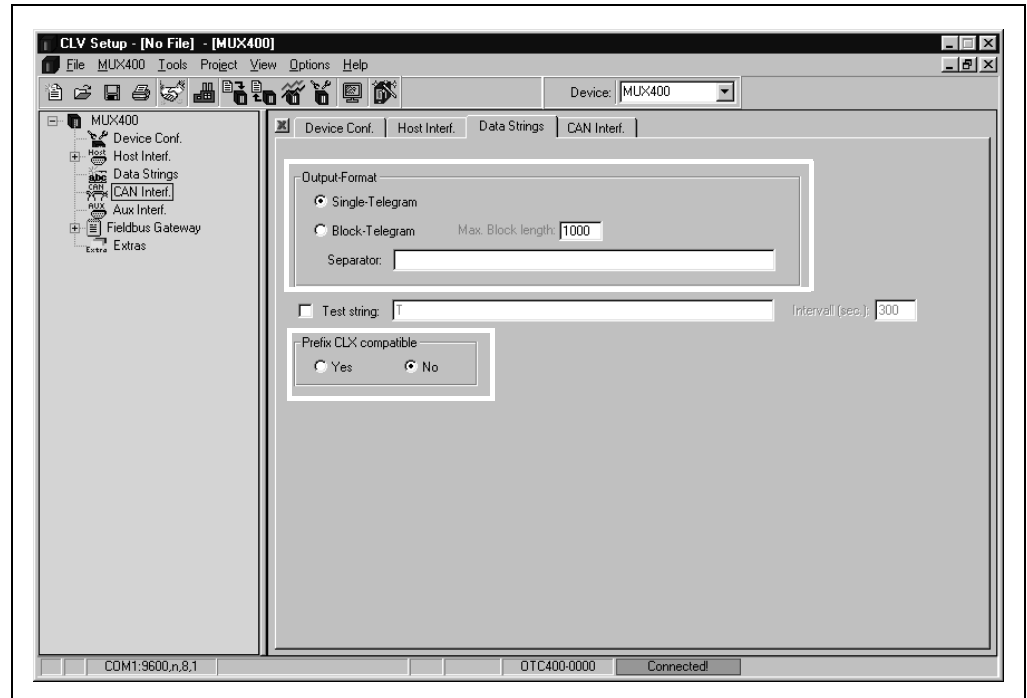 CLV Setup - [No File] - [MUX400]
File MUX400 Tools Project View Options Help
Device: MUX400
MUX400
Device Conf.
Host Interf.
Data Strings
CAN Interf.
Aux Interf.
Fieldbus Gateway
Extras
Device Conf. Host Interf. Data Strings CAN Interf.
Output-Format
Single-Telegram
Block-Telegram Max. Block length: 1000
Separator:
Test string: T Intervall (sec.): 300
Prefix CLX compatible
Yes No
COM1:9600,n,8,1 OTC400-0000 Connected!